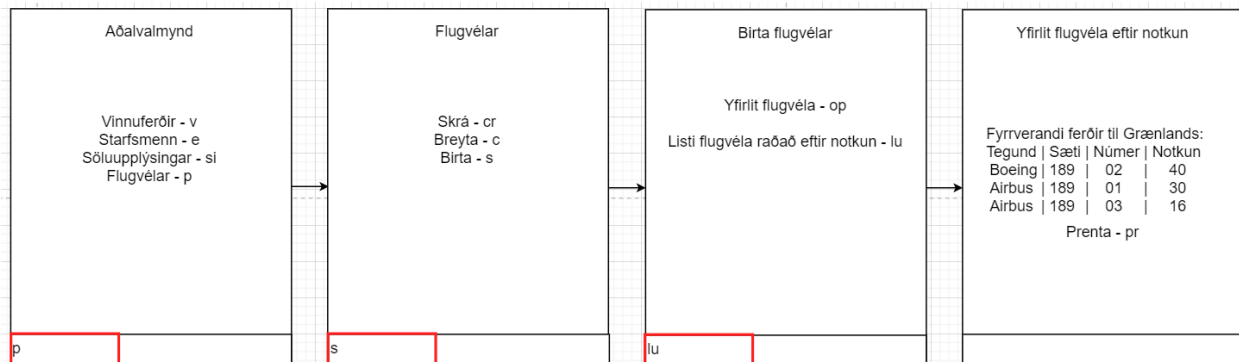 Aðalvalmynd
Vinnuferðir - v
Starfsmenn - e
Söluupplýsingar - si
Flugvélar - p
p
Flugvélar
Skrá - cr
Breyta - c
Birta - s
s
Birta flugvélar
Yfirlit flugvéla - op
Listi flugvéla raðað eftir notkun - lu
lu
Yfirlit flugvéla eftir notkun
Fyrrverandi ferðir til Grænlands:
Tegund | Sæti | Númer | Notkun
Boeing | 189 | 02 | 40
Airbus | 189 | 01 | 30
Airbus | 189 | 03 | 16
Prenta - pr